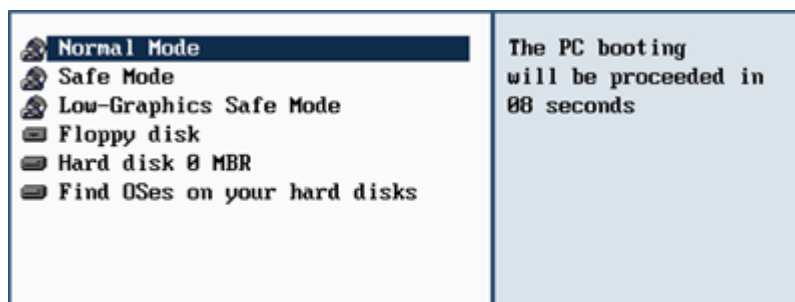 Normal Mode
Safe Mode
Low-Graphics Safe Mode
Floppy disk
Hard disk 0 MBR
Find OSes on your hard disks
The PC booting
will be proceeded in
08 seconds